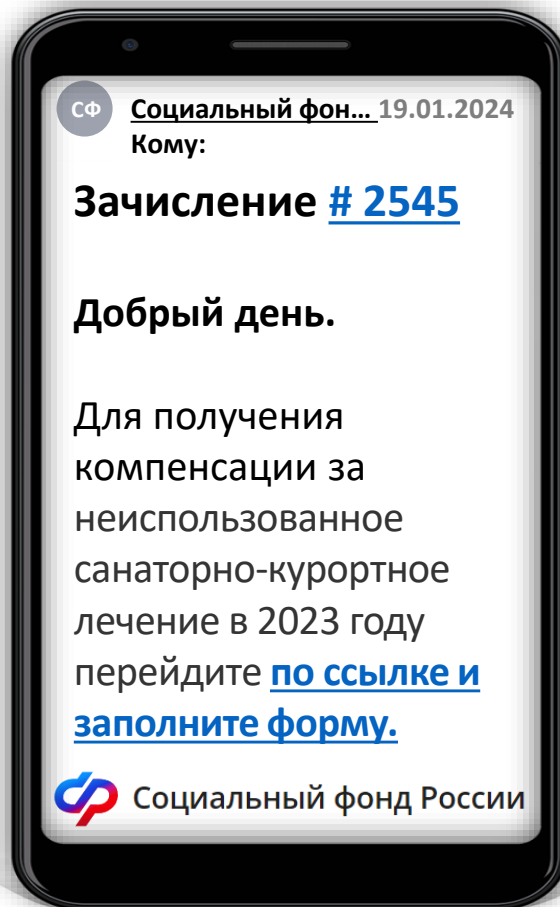 СФ Социальный фон... 19.01.2024
Кому:
Зачисление # 2545
Добрый день.
Для получения
компенсации за
неиспользованное
санаторно-курортное
лечение в 2023 году
перейдите по ссылке и
заполните форму.
Социальный фонд России